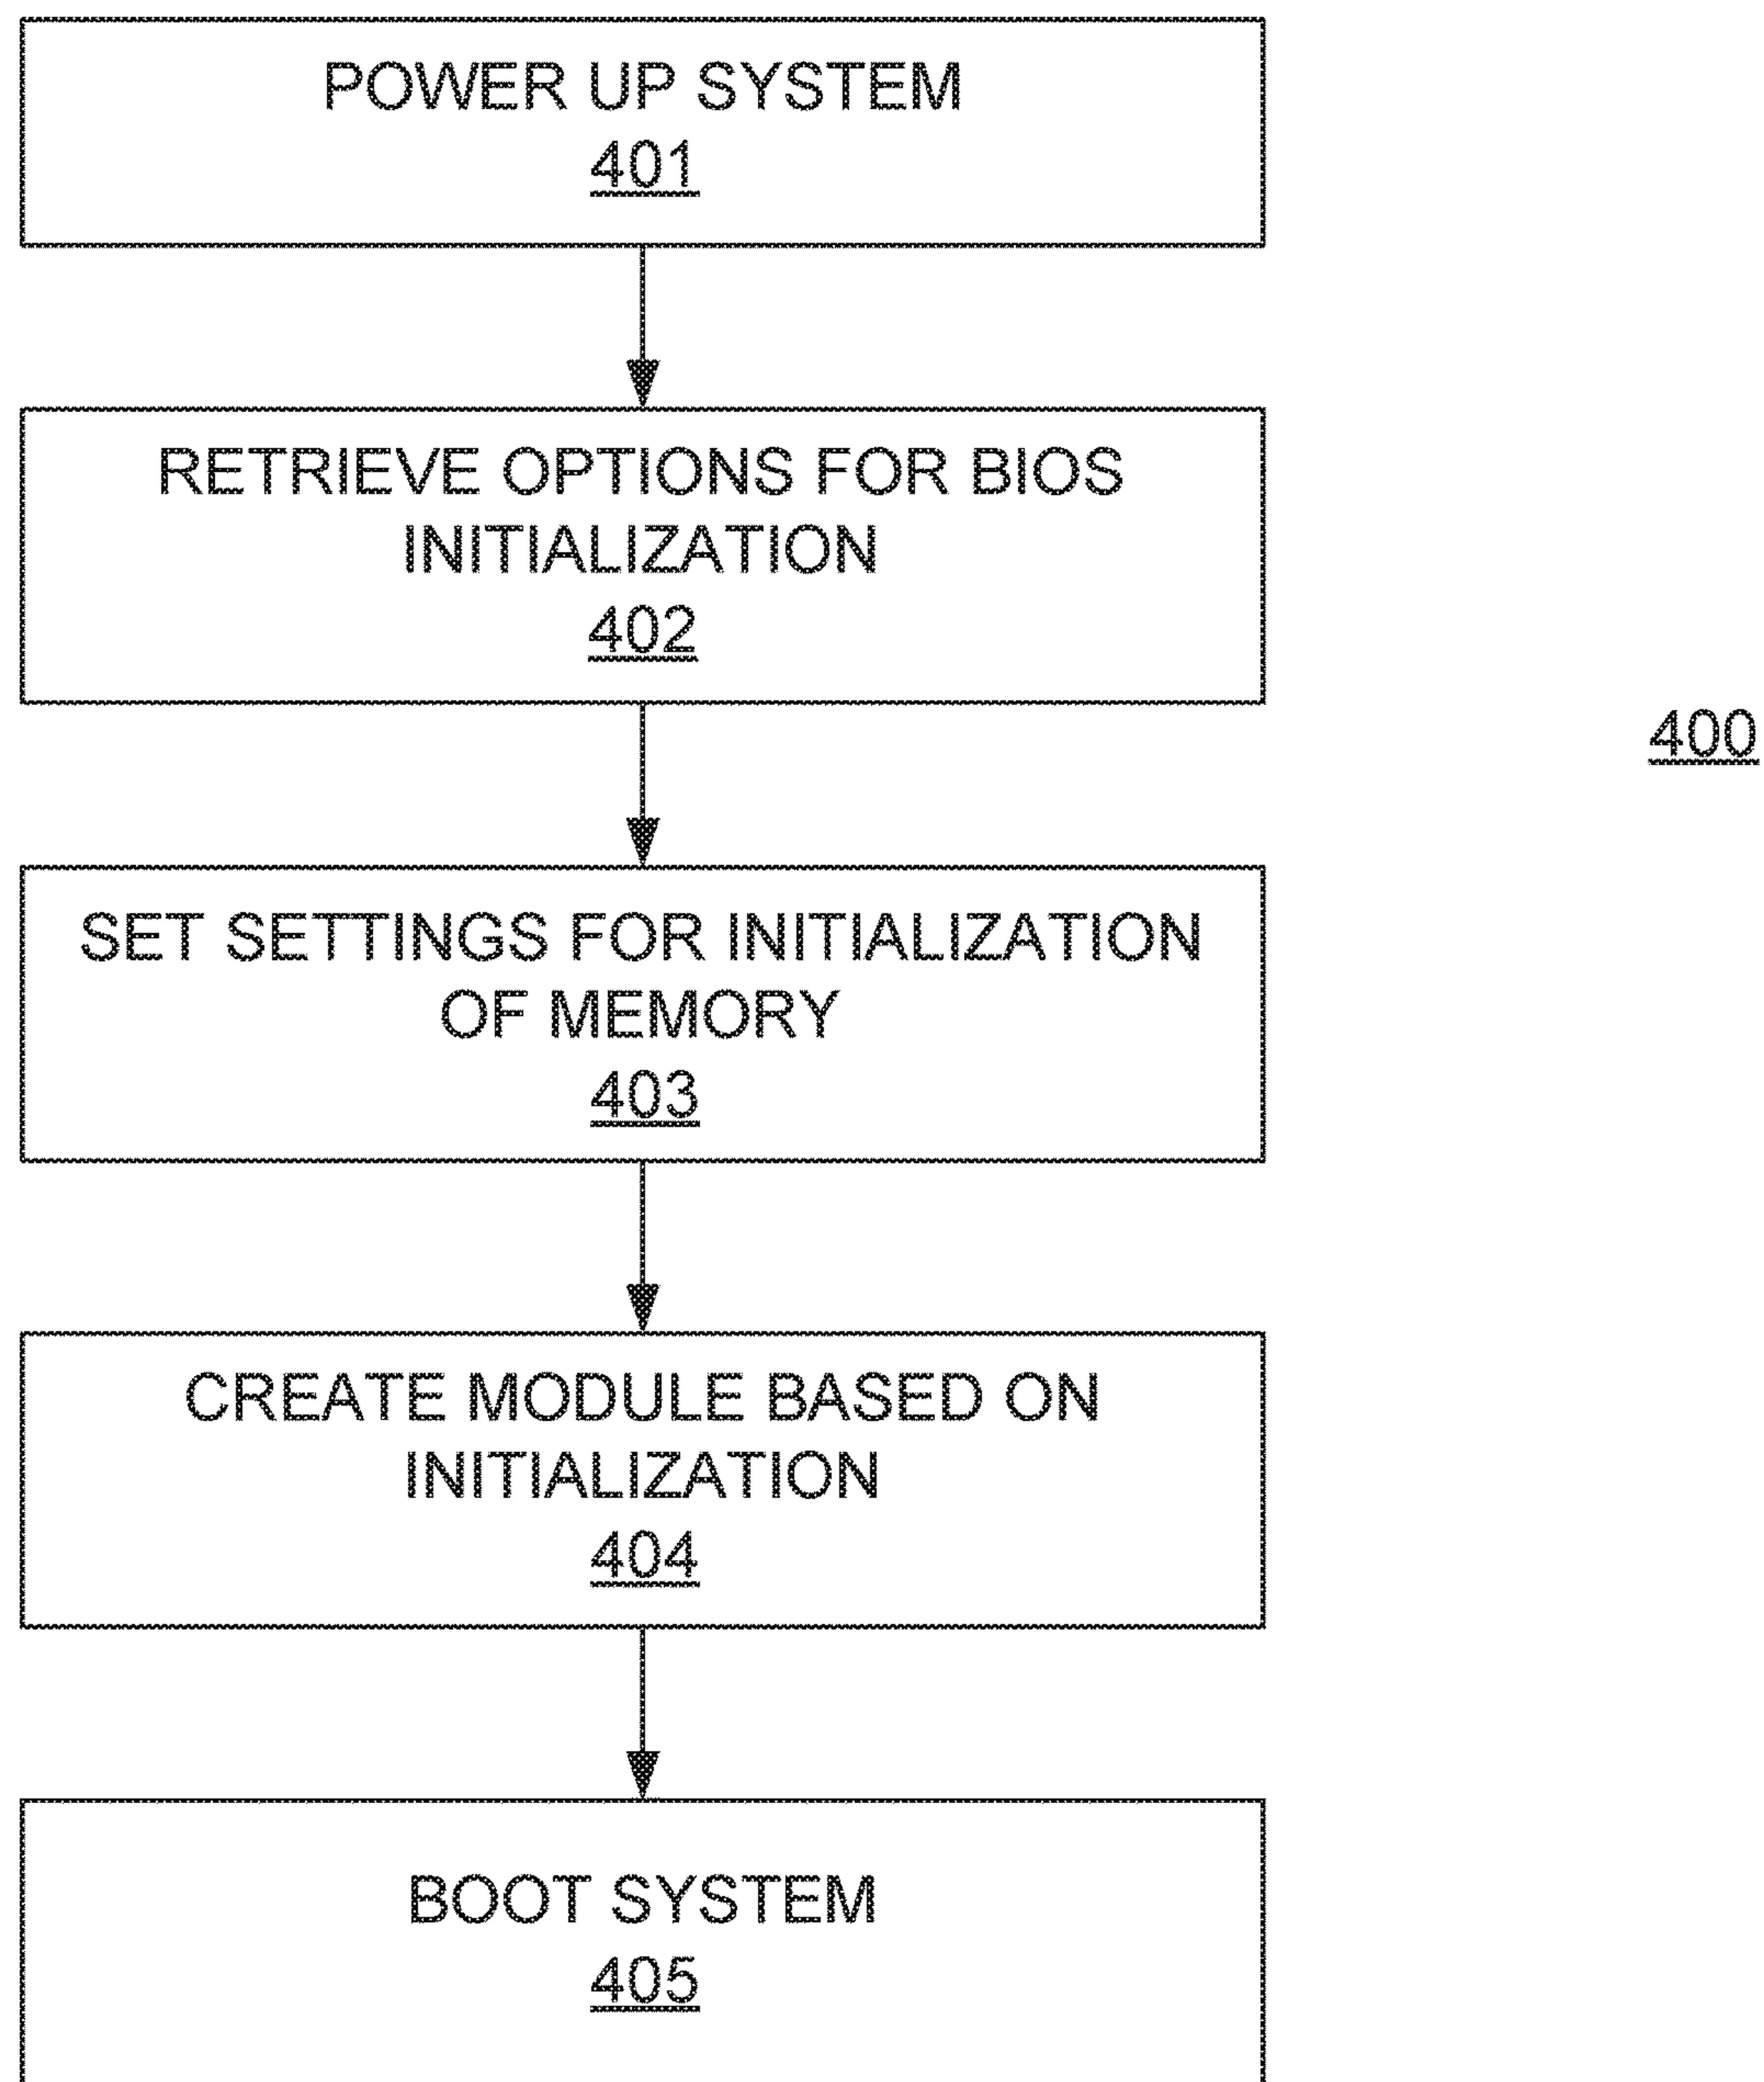 POWER UP SYSTEM
401
RETRIEVE OPTIONS FOR BIOS
INITIALIZATION
402
400
SET SETTINGS FOR INITIALIZATION
OF MEMORY
403
CREATE MODULE BASED ON
INITIALIZATION
404
BOOT SYSTEM
405